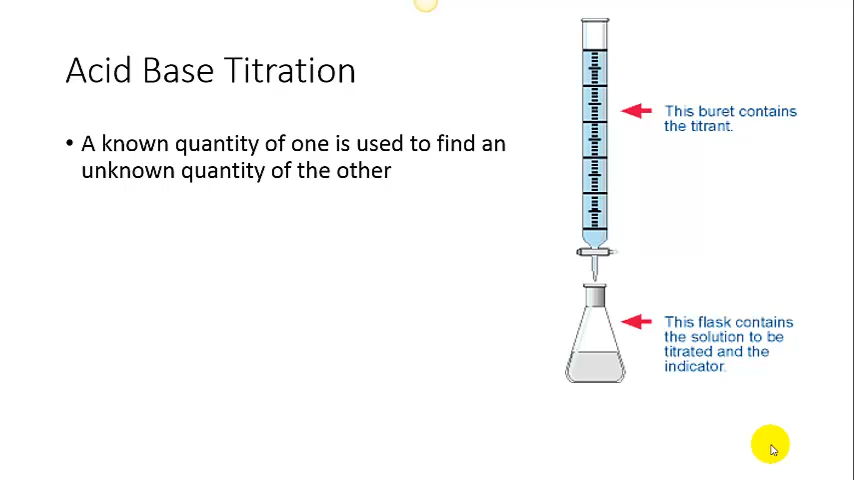 Acid Base Titration
• A known quantity of one is used to find an
unknown quantity of the other
This buret contains
the titrant.
This flask contains
the solution to be
titrated and the
indicator.